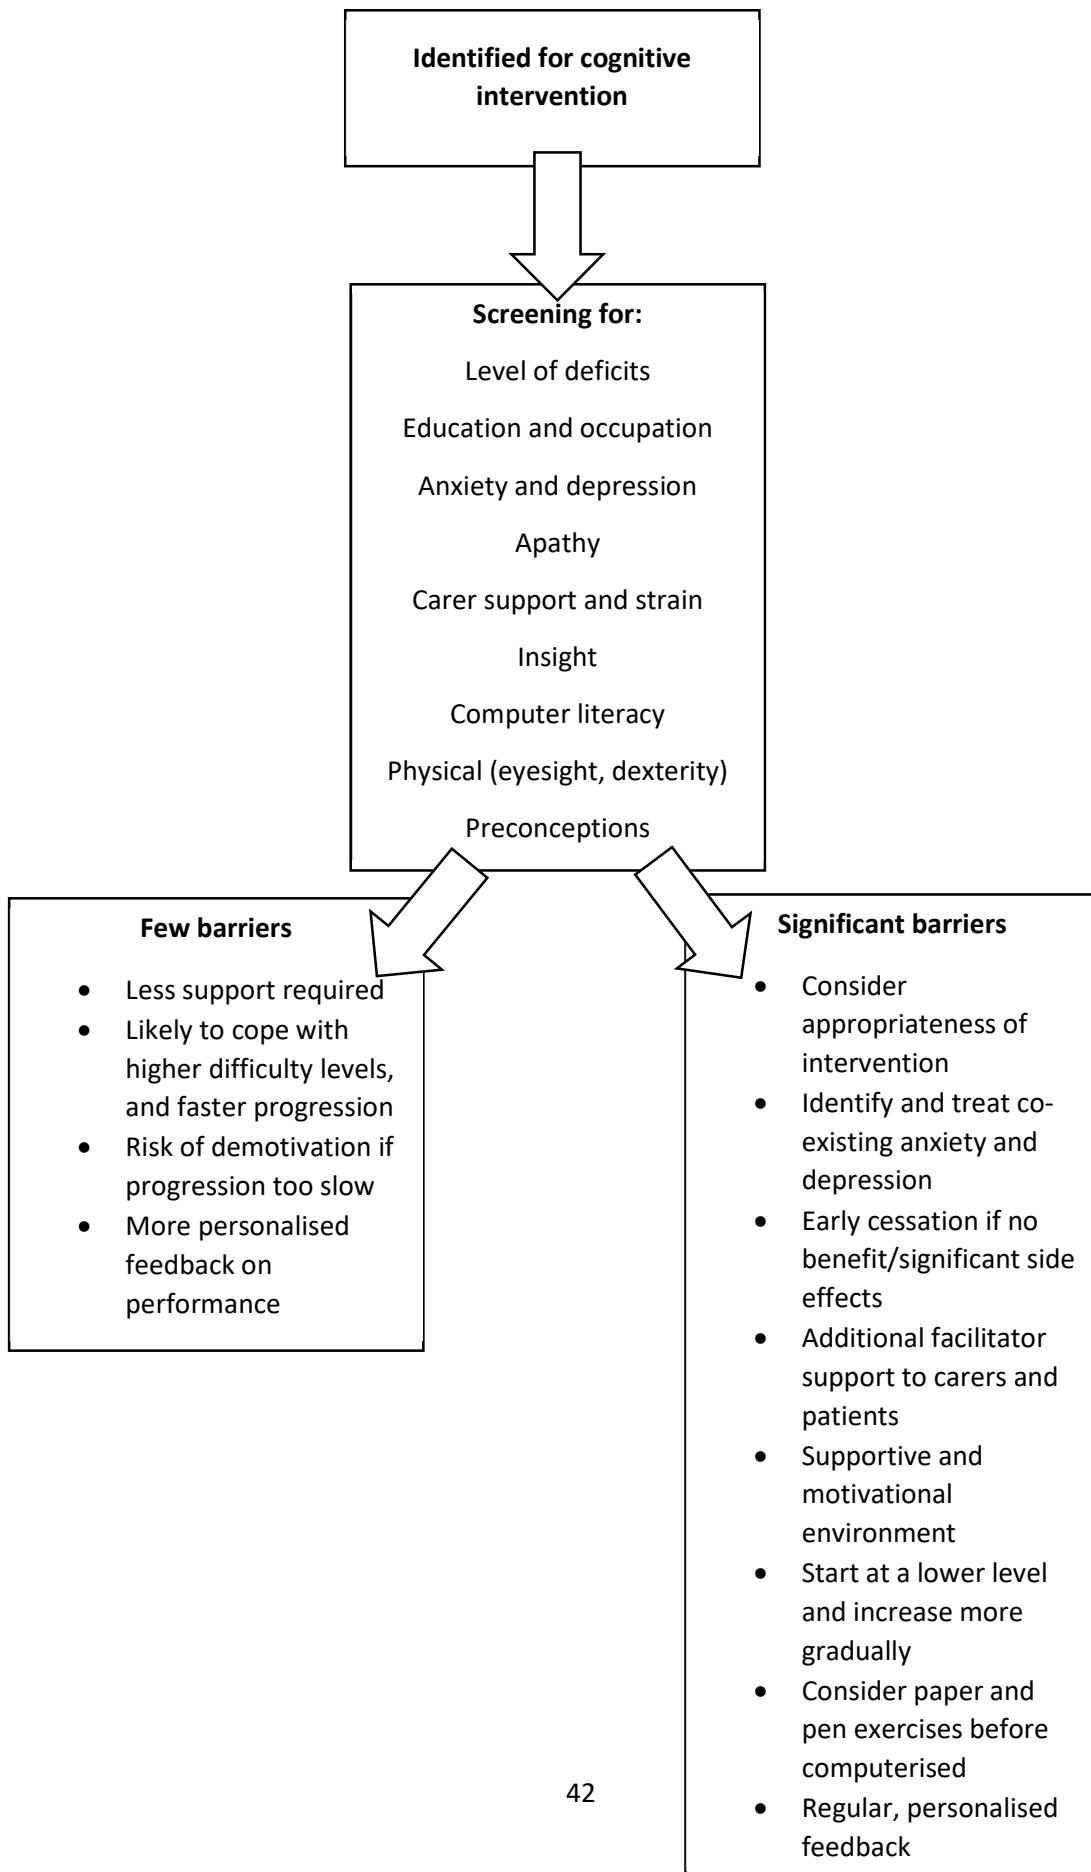 Identified for cognitive
intervention
Screening for:
Level of deficits
Education and occupation
Anxiety and depression
Apathy
Carer support and strain
Insight
Computer literacy
Physical (eyesight, dexterity)
Preconceptions
Few barriers
• Less support required
• Likely to cope with
higher difficulty levels,
and faster progression
• Risk of demotivation if
progression too slow
• More personalised
feedback on
performance
Significant barriers
• Consider
appropriateness of
intervention
• Identify and treat co-
existing anxiety and
depression
• Early cessation if no
benefit/significant side
effects
• Additional facilitator
support to carers and
patients
• Supportive and
motivational
environment
• Start at a lower level
and increase more
gradually
• Consider paper and
pen exercises before
computerised
• Regular, personalised
feedback
42